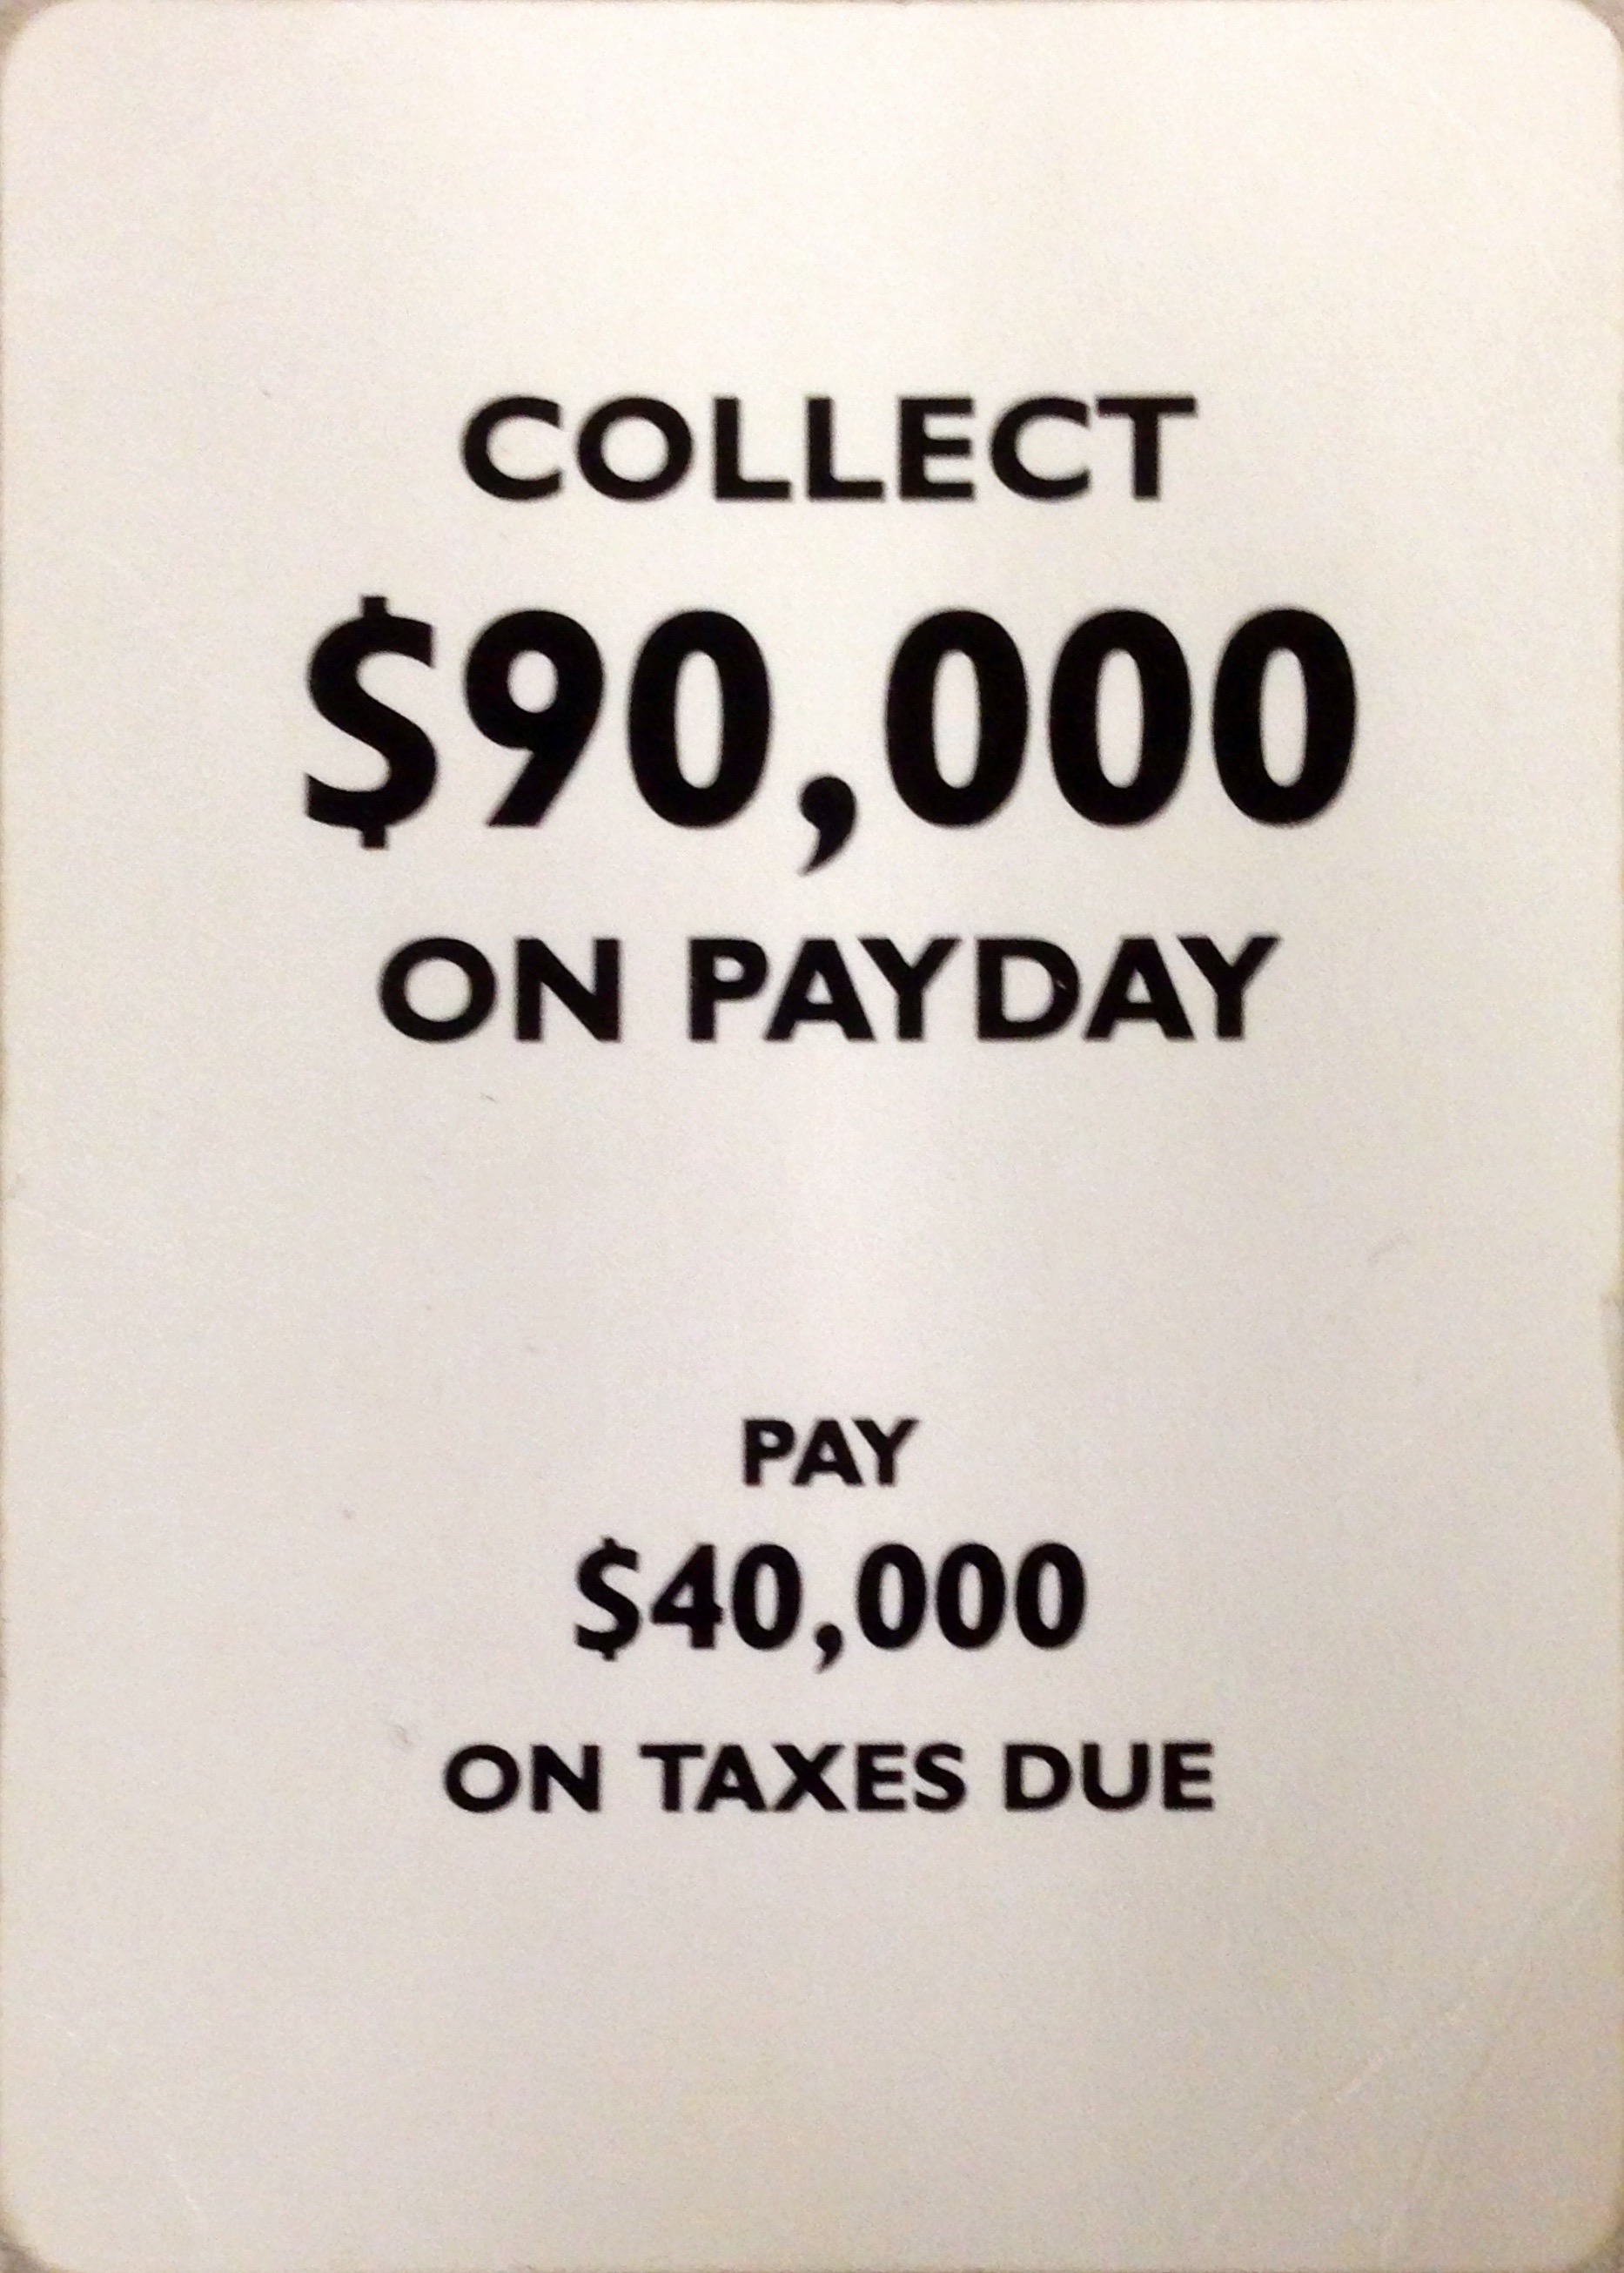 COLLECT
$90,000
ON PAYDAY
PAY
$40,000
ON TAXES DUE